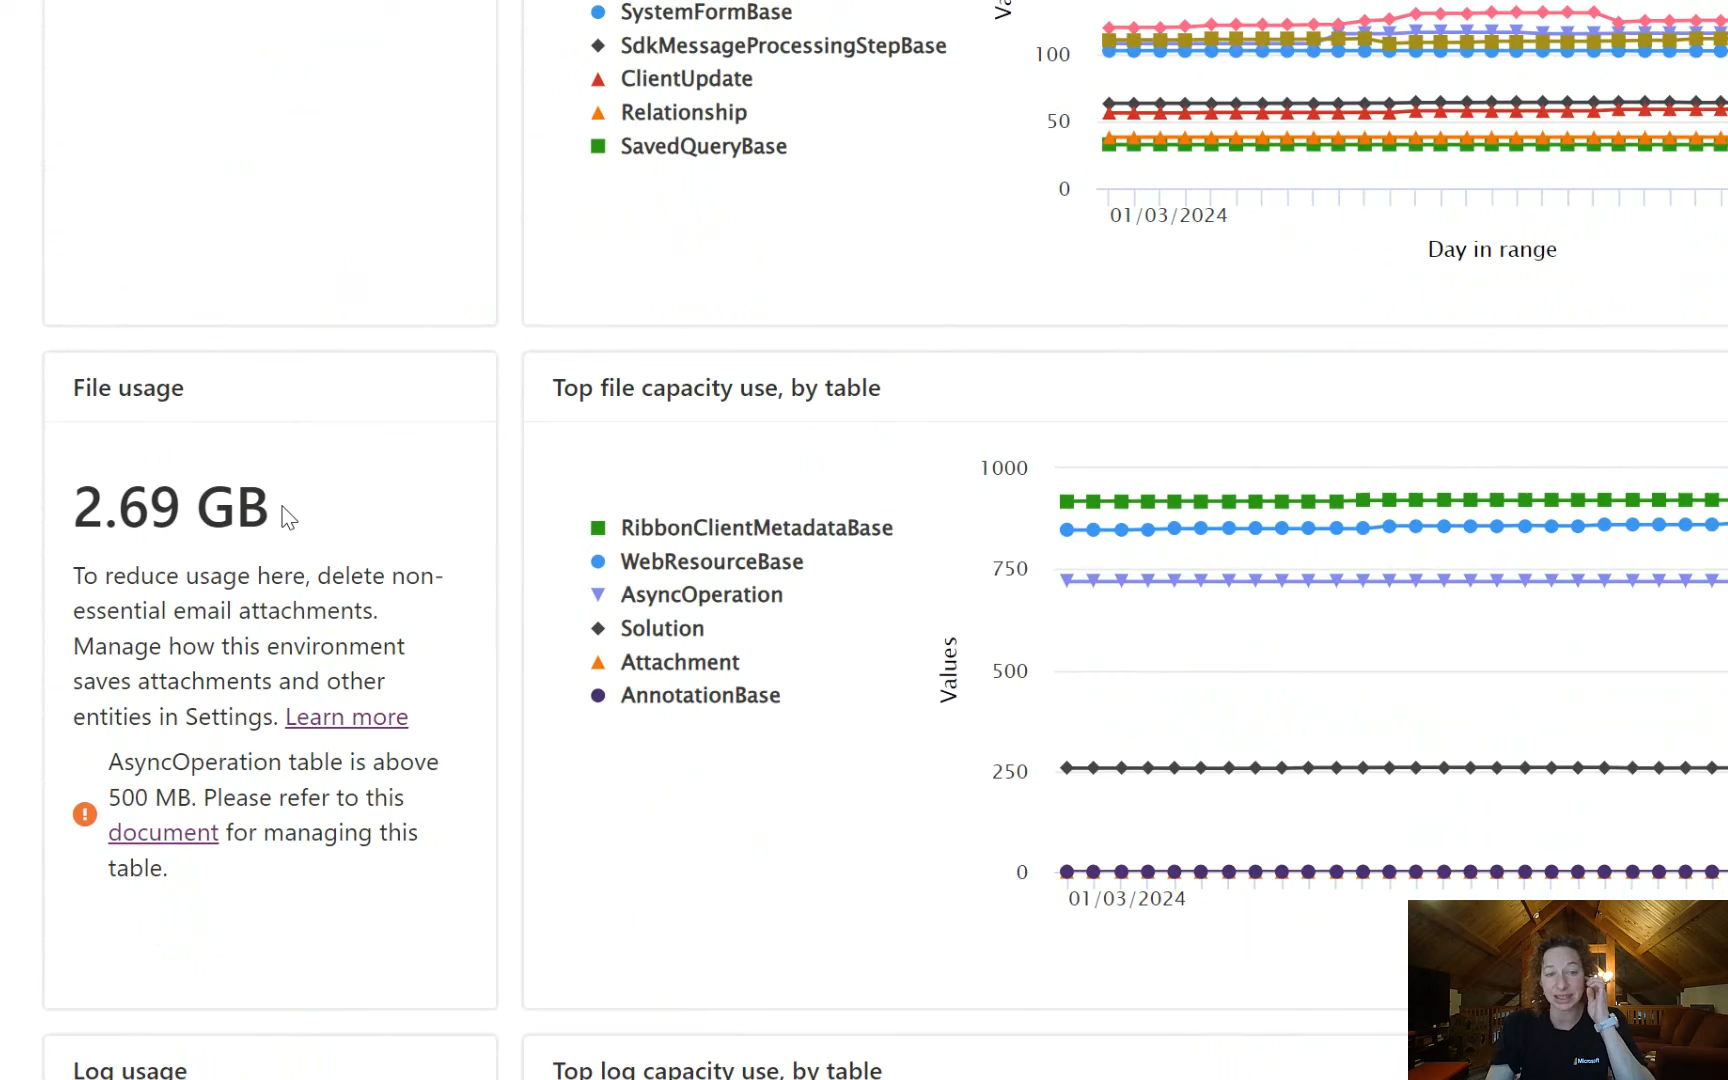 SystemFormBase
SdkMessageProcessingStepBase
ClientUpdate
Relationship
SavedQueryBase
Va
100
50
0
01/03/2024
Day in range
File usage
2.69 GB
To reduce usage here, delete non-
essential email attachments.
Manage how this environment
saves attachments and other
entities in Settings. Learn more
AsyncOperation table is above
500 MB. Please refer to this
document for managing this
table.
Top file capacity use, by table
RibbonClientMetadataBase
WebResourceBase
AsyncOperation
Solution
Attachment
AnnotationBase
Values
1000
750
500
250
0
01/03/2024
Log usage
Top log capacity use, by table
Microsoft